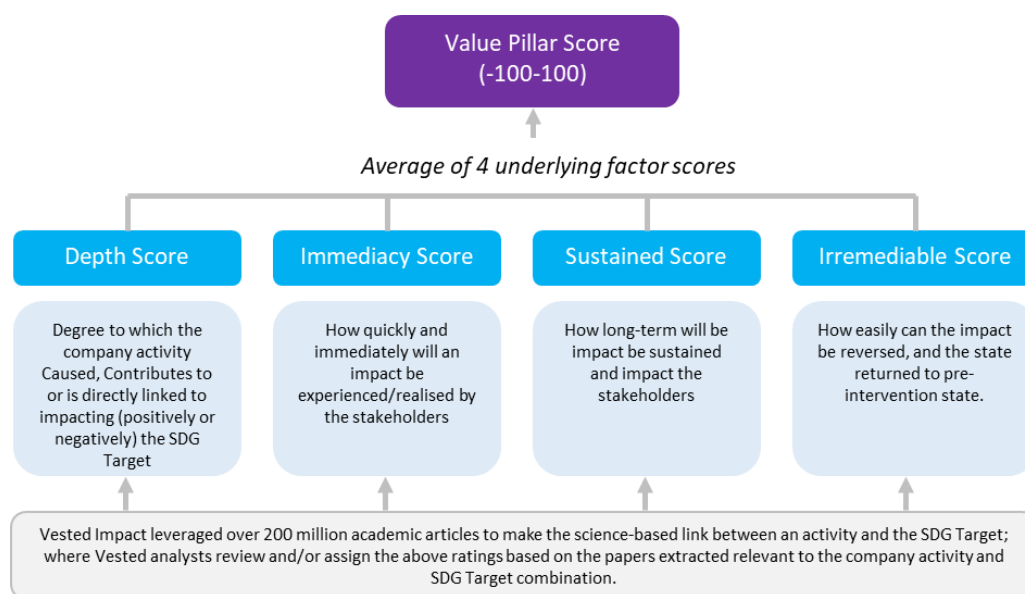 Value Pillar Score
(-100-100)
Average of 4 underlying factor scores
Depth Score
Immediacy Score
Sustained Score
Irremediable Score
Degree to which the
company activity
Caused, Contributes to
or is directly linked to
impacting (positively or
negatively) the SDG
Target
How quickly and
immediately will an
impact be
experienced/realised by
the stakeholders
How long-term will be
impact be sustained
and impact the
stakeholders
How easily can the impact
be reversed, and the state
returned to pre-
intervention state.
Vested Impact leveraged over 200 million academic articles to make the science-based link between an activity and the SDG Target;
where Vested analysts review and/or assign the above ratings based on the papers extracted relevant to the company activity and
SDG Target combination.